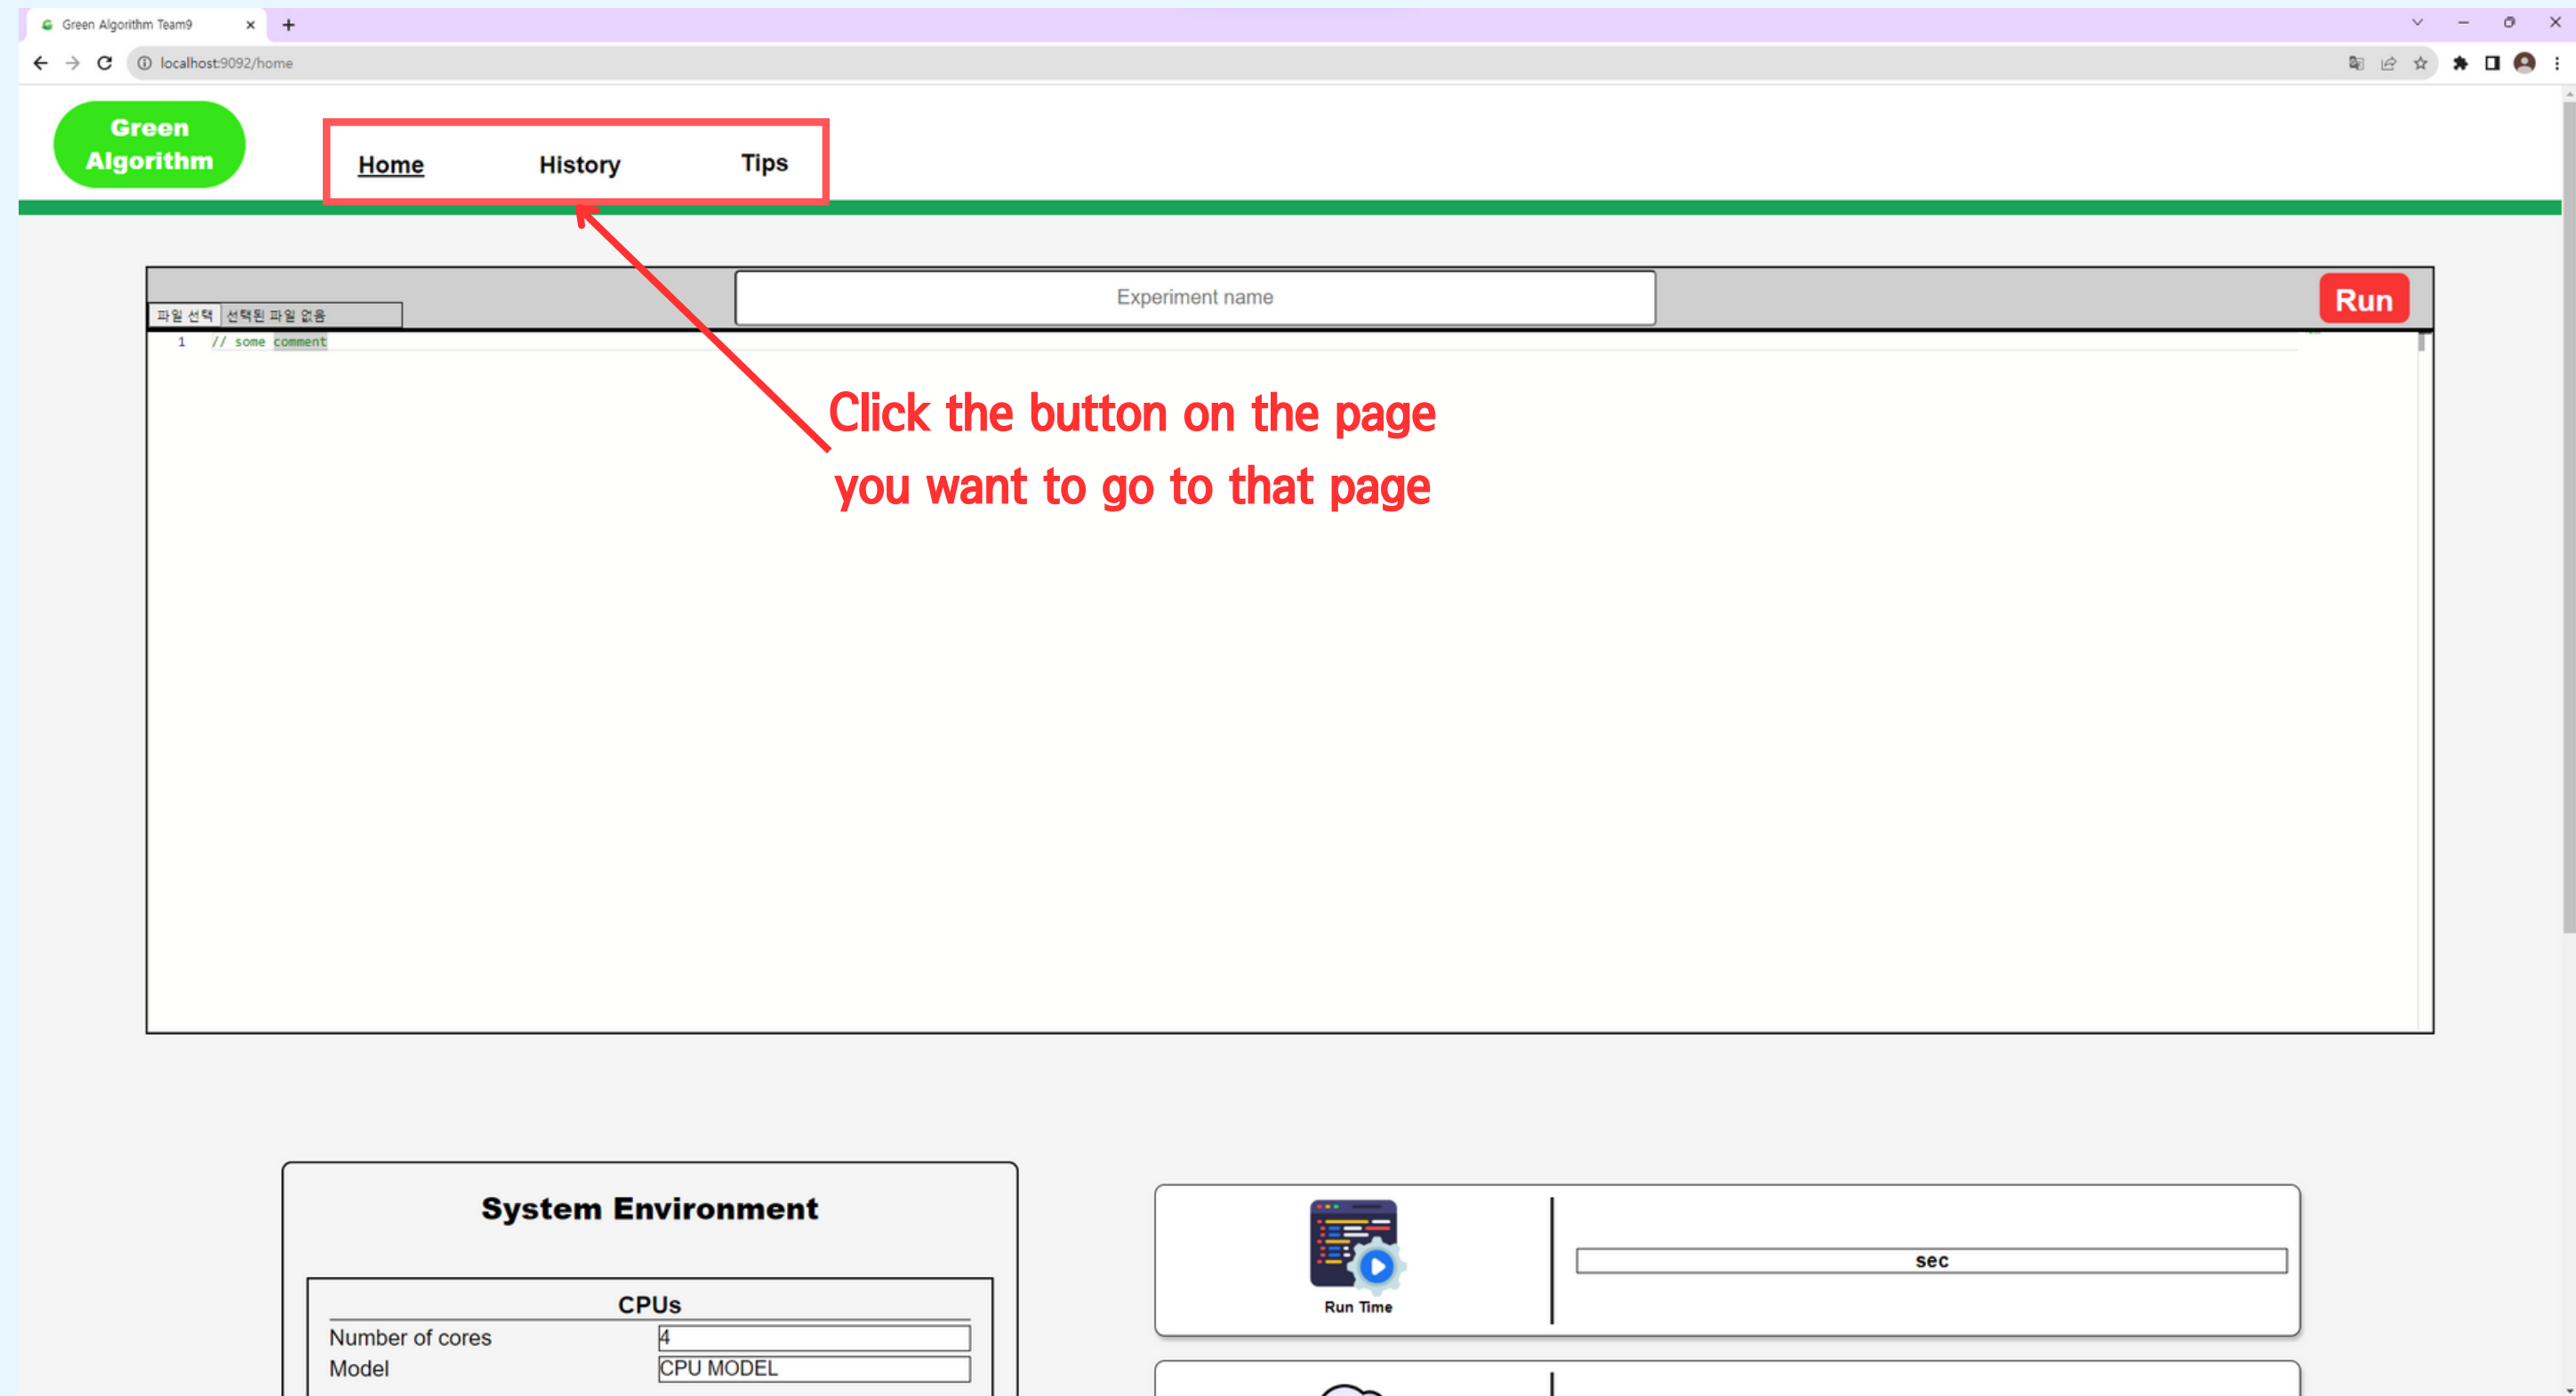 Green Algorithm Team9
localhost:9092/home
Green
Algorithm
Home History Tips
Experiment name
Run
파일 선택 선택된 파일 없음
1 // some comment
Click the button on the page
you want to go to that page
System Environment
CPUs
Number of cores 4
Model CPU MODEL
Run Time
sec